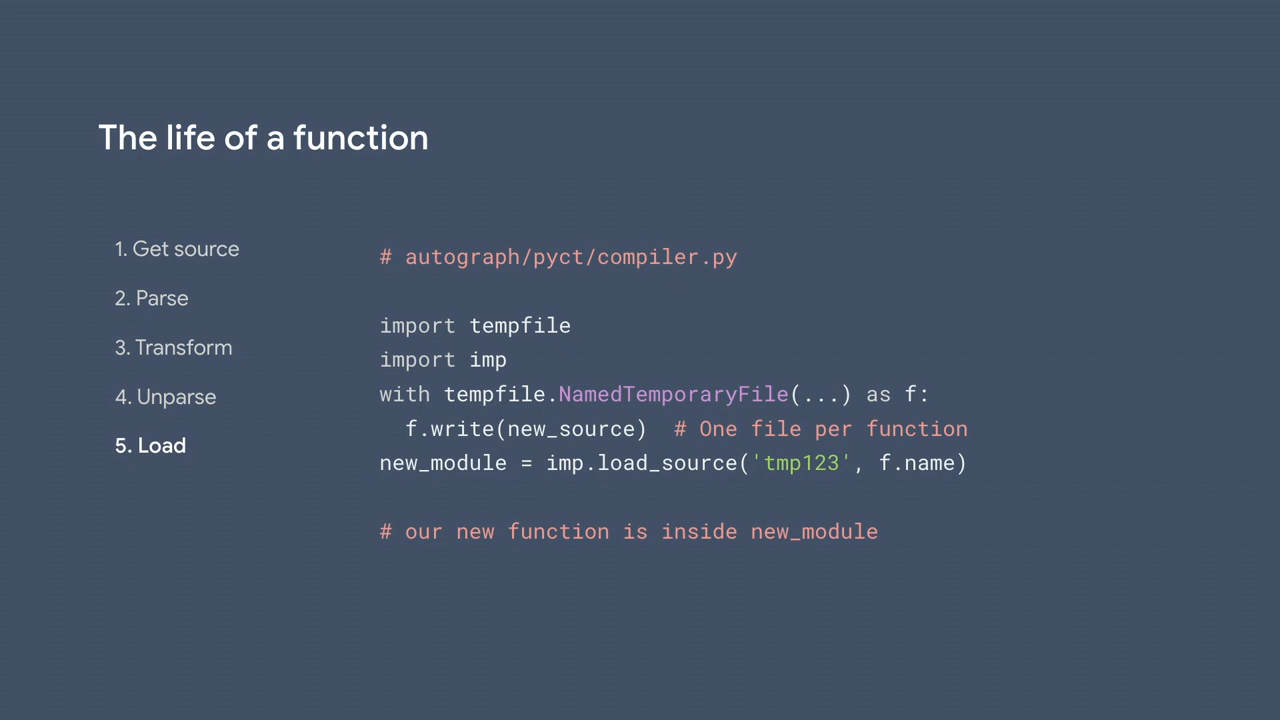 The life of a function
1. Get source
2. Parse
3. Transform
4. Unparse
5. Load
# autograph/pyct/compiler.py
import tempfile
import imp
with tempfile.NamedTemporaryFile(...) as f:
  f.write(new_source)  # One file per function
new_module = imp.load_source('tmp123', f.name)
# our new function is inside new_module